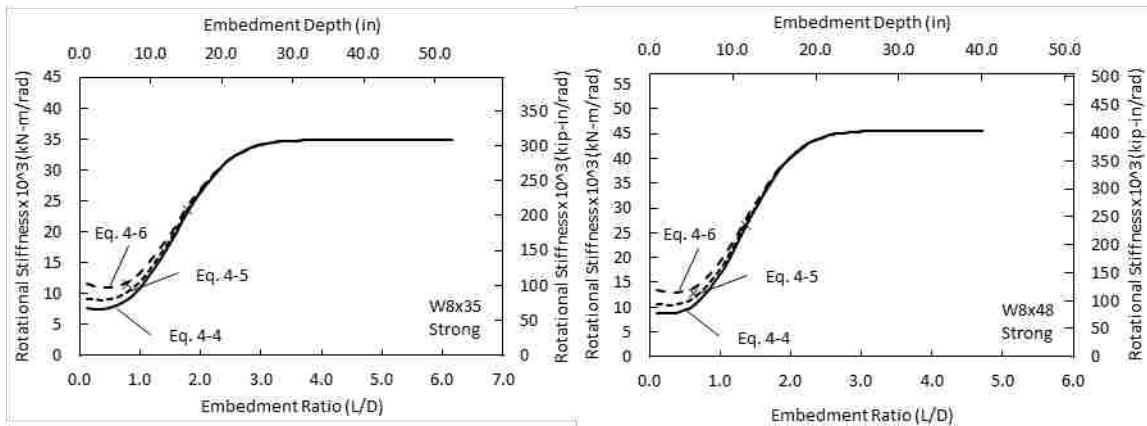 Embedment Depth (in)
0.0 10.0 20.0 30.0 40.0 50.0
45
40
35
30
25
20
15
10
5
0
Rotational Stiffness x10^3 (kN-m/rad)
Eq. 4-6
Eq. 4-5
Eq. 4-4
W8x35
Strong
350
300
250
200
150
100
50
0
Rotational Stiffness x10^3 (kip-in/rad)
0.0 1.0 2.0 3.0 4.0 5.0 6.0 7.0
Embedment Ratio (L/D)
Embedment Depth (in)
0.0 10.0 20.0 30.0 40.0 50.0
55
50
45
40
35
30
25
20
15
10
5
0
Rotational Stiffness x10^3 (kN-m/rad)
Eq. 4-6
Eq. 4-5
Eq. 4-4
W8x48
Strong
500
450
400
350
300
250
200
150
100
50
0
Rotational Stiffness x10^3 (kip-in/rad)
0.0 1.0 2.0 3.0 4.0 5.0 6.0
Embedment Ratio (L/D)